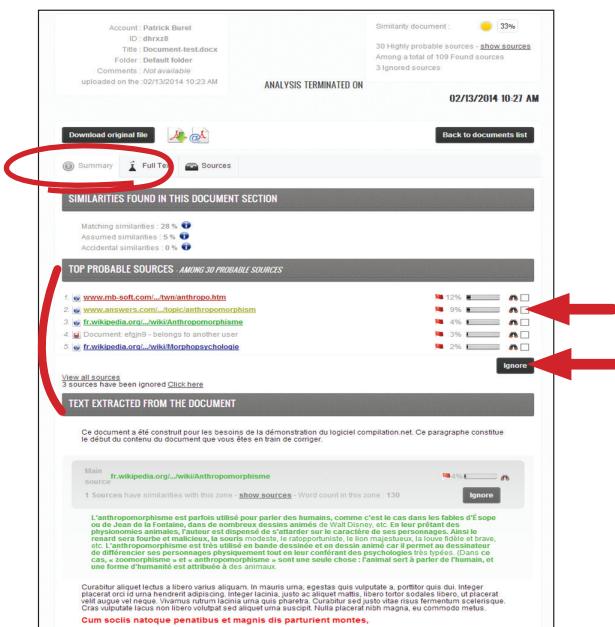 Account : Patrick Burel
ID : dhrxz8
Title : Document-test.docx
Folder : Default folder
Comments : Not available
uploaded on the : 02/13/2014 10:23 AM
Similarity document : 33%
30 Highly probable sources - show sources
Among a total of 109 Found sources
3 Ignored sources
ANALYSIS TERMINATED ON
02/13/2014 10:27 AM
Download original file
Back to documents list
Summary Full Text Sources
SIMILARITIES FOUND IN THIS DOCUMENT SECTION
Matching similarities : 28 %
Assumed similarities : 5 %
Accidental similarities : 0 %
TOP PROBABLE SOURCES - AMONG 30 PROBABLE SOURCES
1. www.mb-soft.com/.../twn/anthropo.htm 12%
2. www.answers.com/.../topic/anthropomorphism 9%
3. fr.wikipedia.org/.../wiki/Anthropomorphisme 4%
4. Document: efgjn9 - belongs to another user 3%
5. fr.wikipedia.org/.../wiki/Morphopsychologie 2%
Ignore
View all sources
3 sources have been ignored Click here
TEXT EXTRACTED FROM THE DOCUMENT
Ce document a été construit pour les besoins de la démonstration du logiciel compilation.net. Ce paragraphe constitue
le début du contenu du document que vous êtes en train de corriger.
Main
source
fr.wikipedia.org/.../wiki/Anthropomorphisme 4%
1 Sources have similarities with this zone - show sources - Word count in this zone : 130
Ignore
L'anthropomorphisme est parfois utilisé pour parler des humains, comme c'est le cas dans les fables d'Ésope
ou de Jean de la Fontaine, dans de nombreux dessins animés de Walt Disney, etc. En leur prêtant des
physionomies animales, l'auteur est dispensé de s'attarder sur le caractère de ses personnages. Ainsi le
renard sera fourbe et malicieux, la souris modeste, le ratopportuniste, le lion majestueux, la louve fidèle et brave,
etc. L'anthropomorphisme est très utilisé en bande dessinée et en dessin animé car il permet au dessinateur
de différencier ses personnages physiquement tout en leur conférant des psychologies très typées. (Dans ce
cas, « zoomorphisme » et « anthropomorphisme » sont une seule chose : l'animal sert à parler de l'humain, et
une forme d'humanité est attribuée à des animaux.
Curabitur aliquet lectus a libero varius aliquam. In mauris urna, egestas quis vulputate a, porttitor quis dui. Integer
placerat orci id urna hendrerit adipiscing. Integer lacinia, justo ac aliquet mattis, libero tortor sodales libero, ut placerat
velit augue vel neque. Vivamus rutrum lacinia urna quis pharetra. Curabitur sed justo vitae risus fermentum scelerisque.
Cras vulputate lacus non libero volutpat sed aliquet urna suscipit. Nulla placerat nibh magna, eu commodo metus.
Cum sociis natoque penatibus et magnis dis parturient montes,